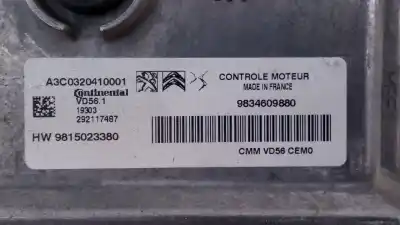 A3C0320410001
Continental
VD56.1
19303
292117487
HW 9815023380
CONTROLE MOTEUR
MADE IN FRANCE
9834609880
CMM VD56 CEM0